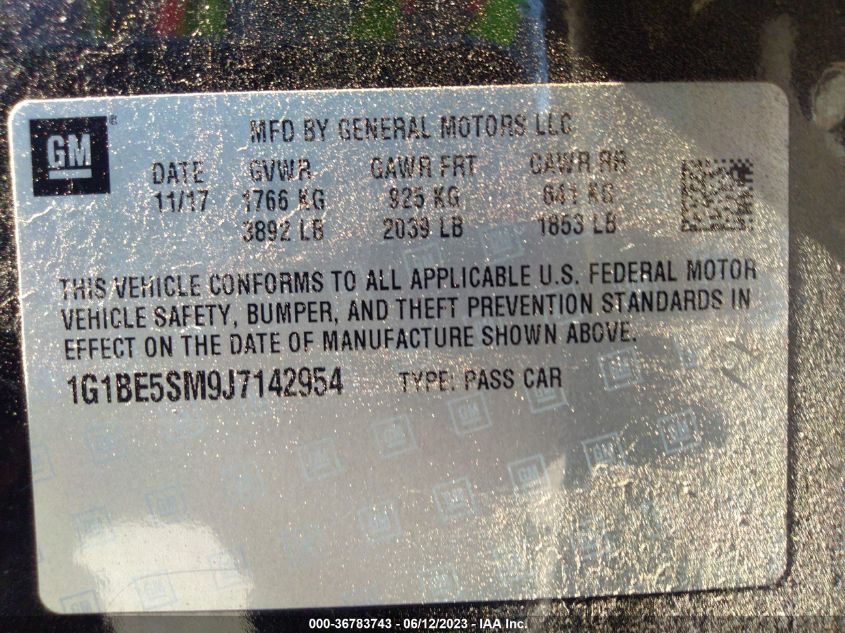 GM ®
MFD BY GENERAL MOTORS LLC
DATE GVWR GAWR FRT GAWR RR
11/17 1766 KG 925 KG 841 KG
3892 LB 2039 LB 1853 LB
THIS VEHICLE CONFORMS TO ALL APPLICABLE U.S. FEDERAL MOTOR
VEHICLE SAFETY, BUMPER, AND THEFT PREVENTION STANDARDS IN
EFFECT ON THE DATE OF MANUFACTURE SHOWN ABOVE.
1G1BE5SM9J7142954 TYPE: PASS CAR
000-36783743 - 06/12/2023 - IAA Inc.